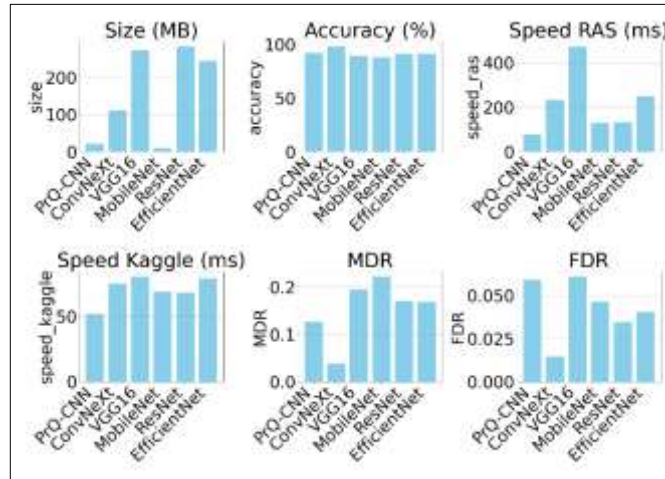 Size (MB)
size
200
100
0
PrQ-CNN
ConvNeXt
VGG16
MobileNet
ResNet
EfficientNet
Accuracy (%)
accuracy
100
50
0
PrQ-CNN
ConvNeXt
VGG16
MobileNet
ResNet
EfficientNet
Speed RAS (ms)
speed_ras
400
200
0
PrQ-CNN
ConvNeXt
VGG16
MobileNet
ResNet
EfficientNet
Speed Kaggle (ms)
speed_kaggle
50
0
PrQ-CNN
ConvNeXt
VGG16
MobileNet
ResNet
EfficientNet
MDR
MDR
0.2
0.1
0.0
PrQ-CNN
ConvNeXt
VGG16
MobileNet
ResNet
EfficientNet
FDR
FDR
0.050
0.025
0.000
PrQ-CNN
ConvNeXt
VGG16
MobileNet
ResNet
EfficientNet